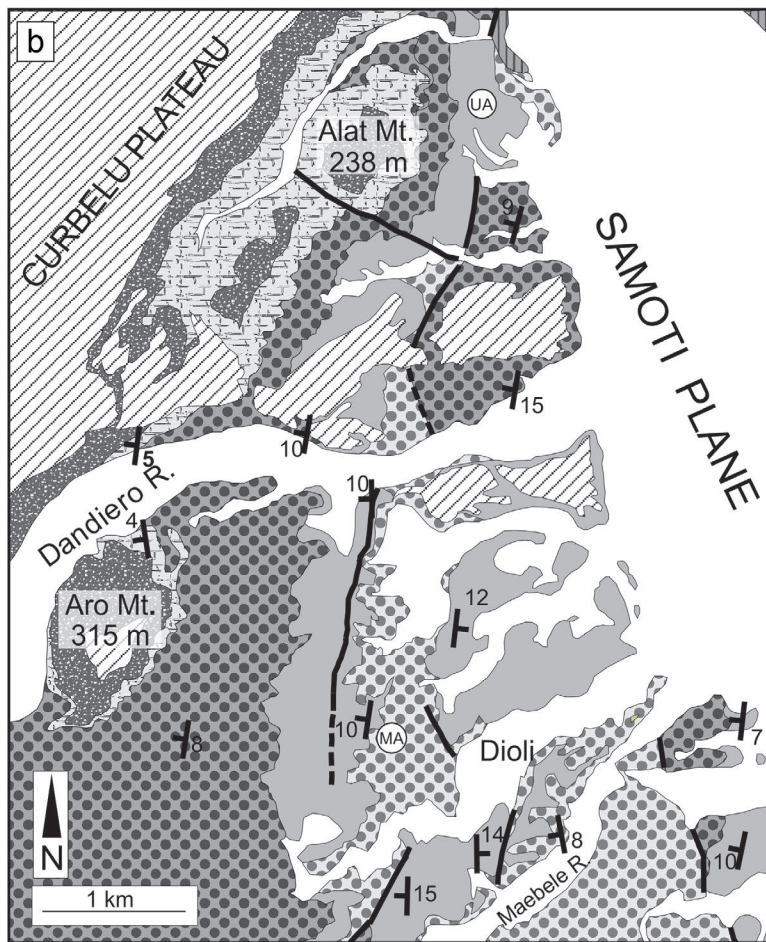 b
CURBELU PLATEAU
UA
Alat Mt.
238 m
9
SAMOTI PLANE
15
10
5
Dandiero R.
10
4
12
Aro Mt.
315 m
10
MA
8
Dioli
7
N
14
8
10
15
Maebele R.
1 km